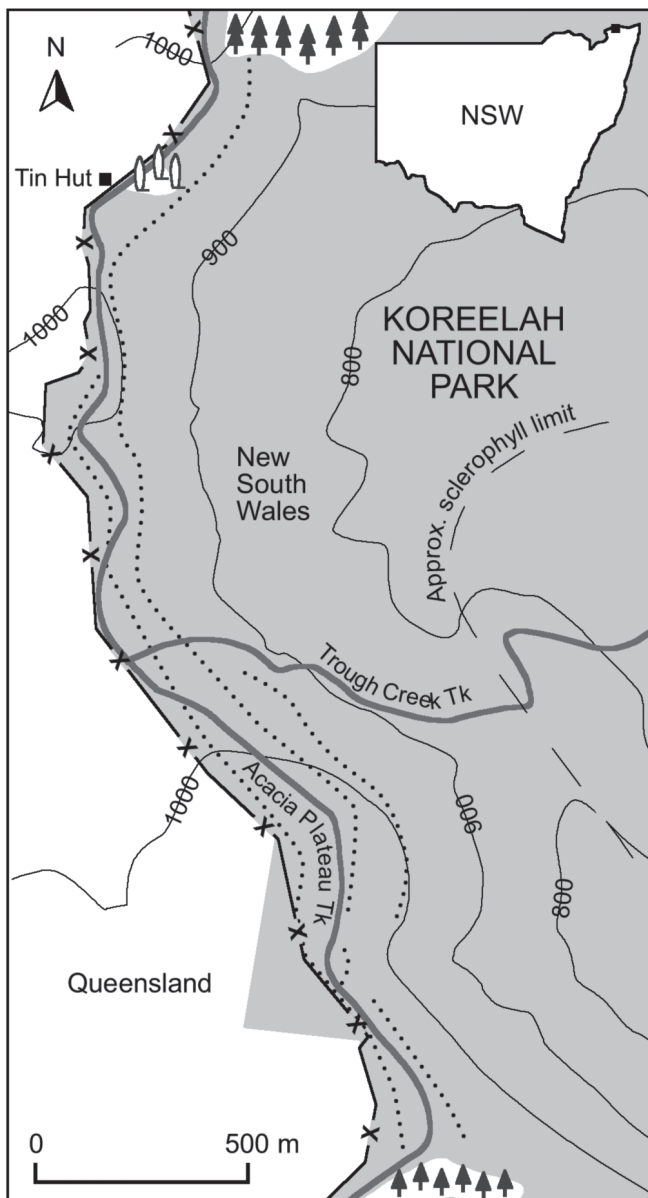 N
1000
NSW
Tin Hut
900
1000
KOREELAH
NATIONAL
PARK
800
Approx. sclerophyll limit
New
South
Wales
Trough Creek Tk
Acacia Plateau Tk
1000
900
800
Queensland
0 500 m